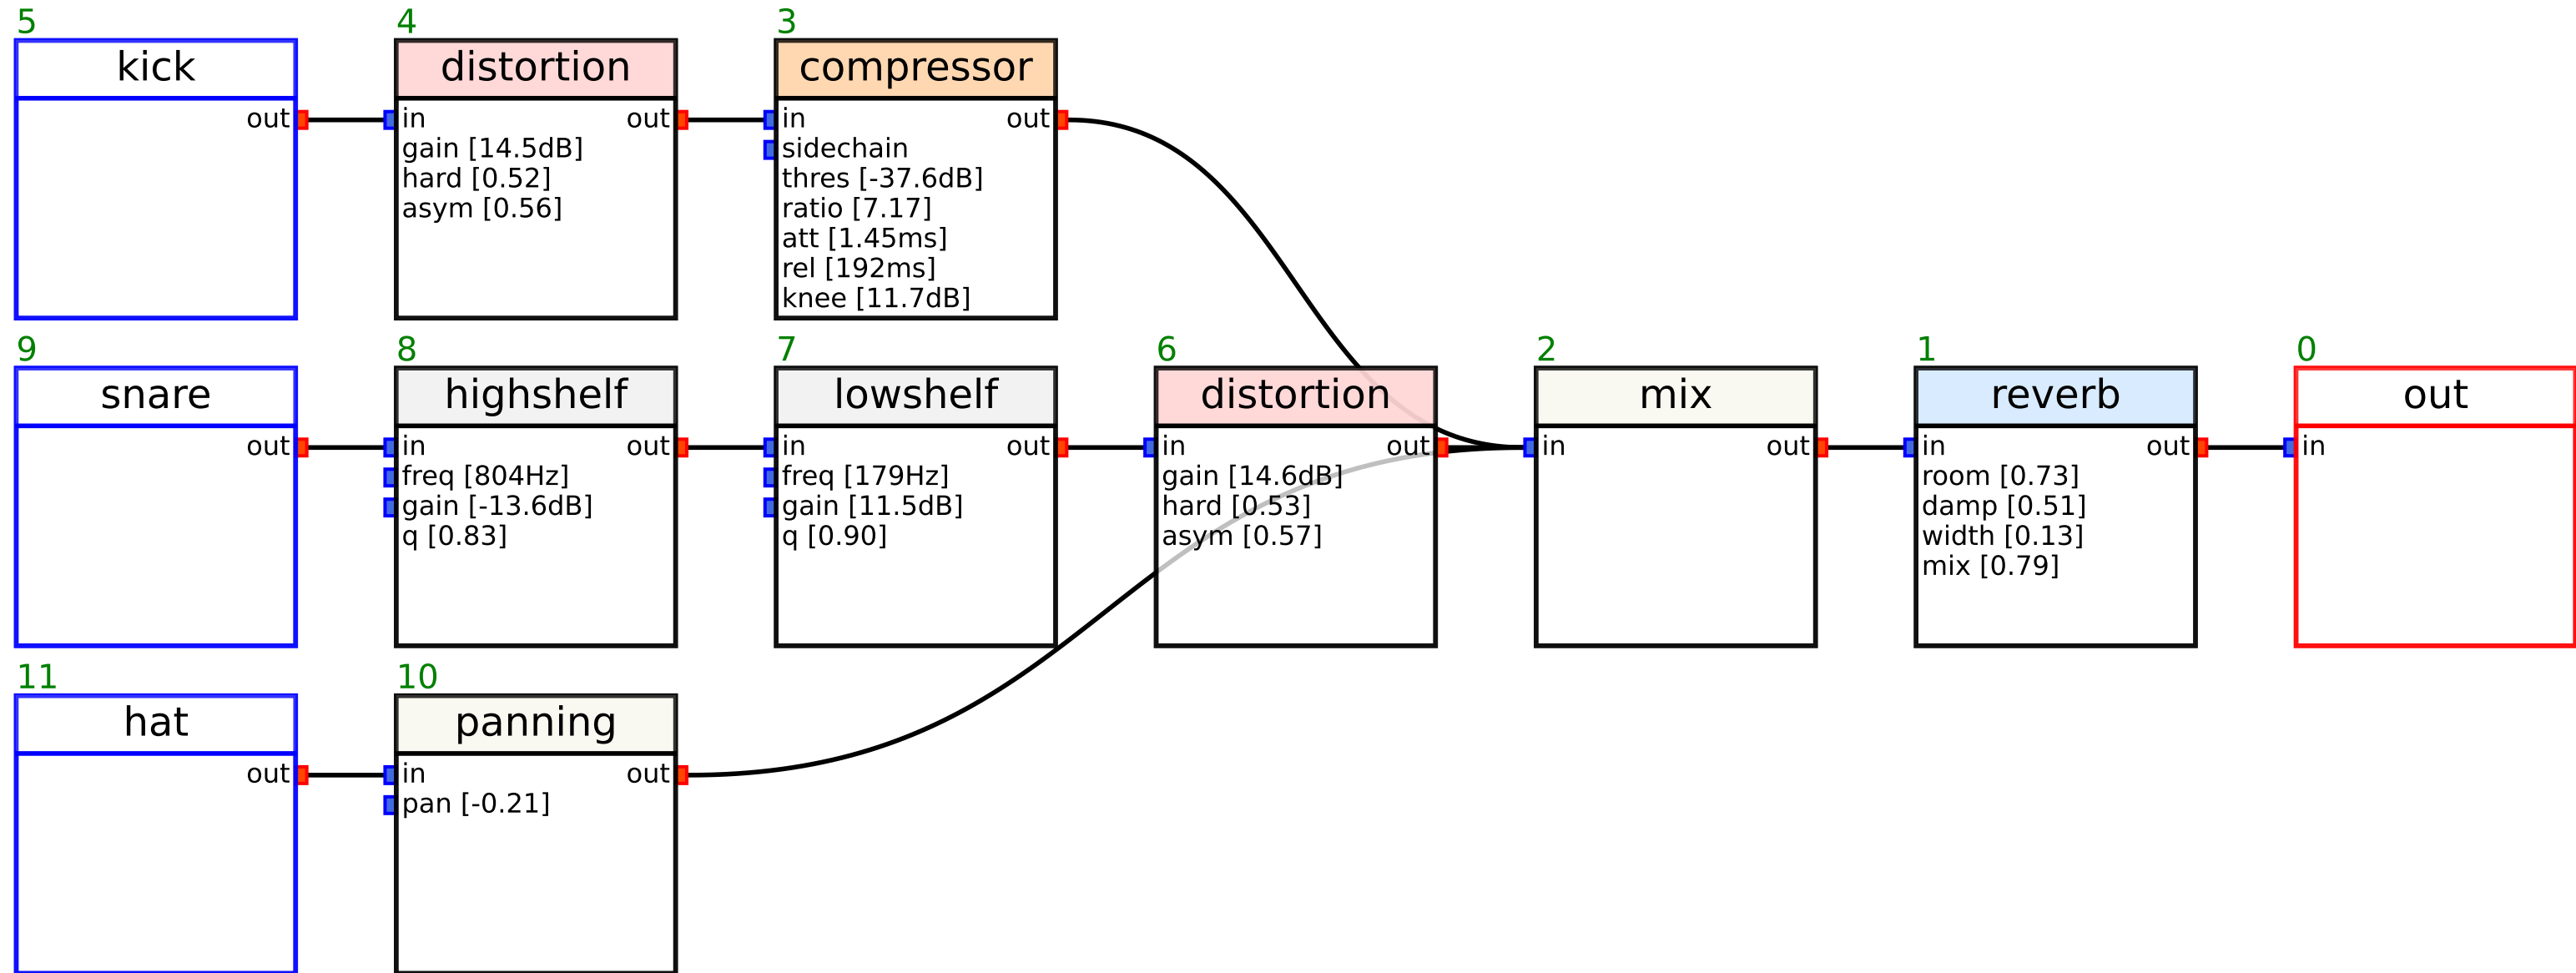 5
kick
out
4
distortion
in out
gain [14.5dB]
hard [0.52]
asym [0.56]
3
compressor
in out
sidechain
thres [-37.6dB]
ratio [7.17]
att [1.45ms]
rel [192ms]
knee [11.7dB]
9
snare
out
8
highshelf
in out
freq [804Hz]
gain [-13.6dB]
q [0.83]
7
lowshelf
in out
freq [179Hz]
gain [11.5dB]
q [0.90]
6
distortion
in out
gain [14.6dB]
hard [0.53]
asym [0.57]
2
mix
in out
1
reverb
in out
room [0.73]
damp [0.51]
width [0.13]
mix [0.79]
0
out
in
11
hat
out
10
panning
in out
pan [-0.21]